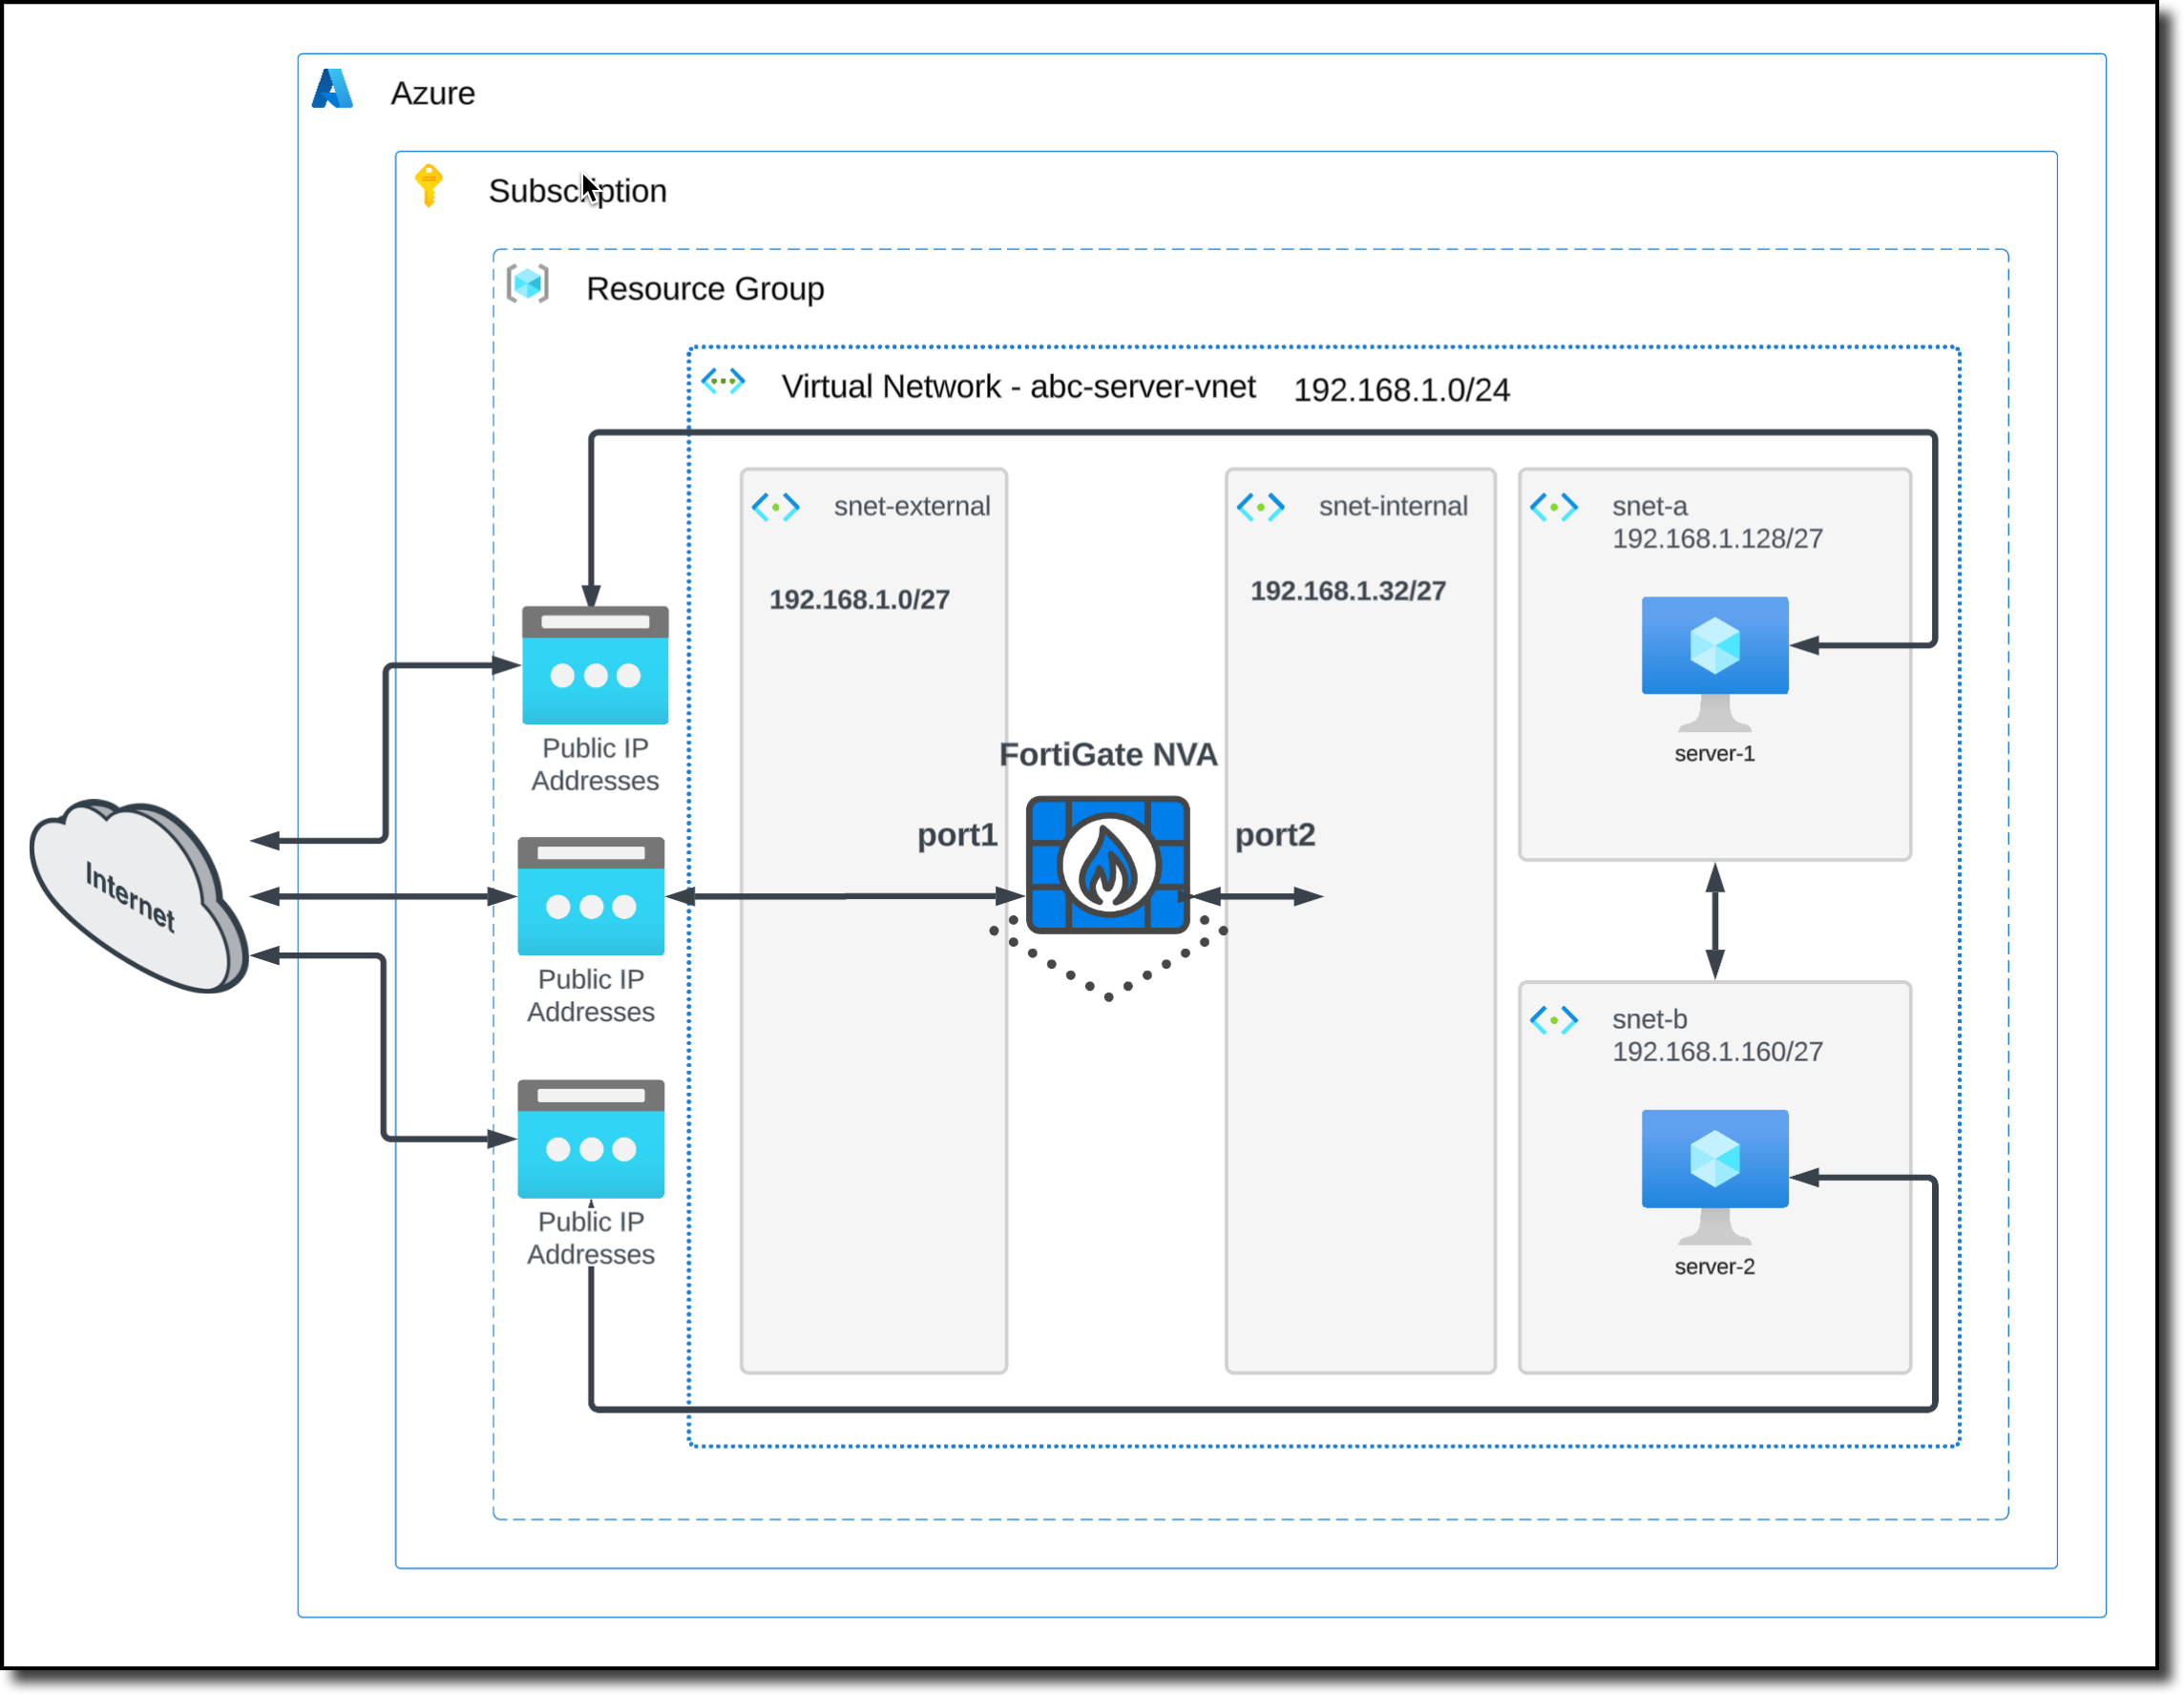 Azure
Subscription
Resource Group
Virtual Network - abc-server-vnet 192.168.1.0/24
snet-external
192.168.1.0/27
snet-internal
192.168.1.32/27
snet-a
192.168.1.128/27
server-1
Public IP
Addresses
FortiGate NVA
port1
port2
Internet
Public IP
Addresses
snet-b
192.168.1.160/27
server-2
Public IP
Addresses